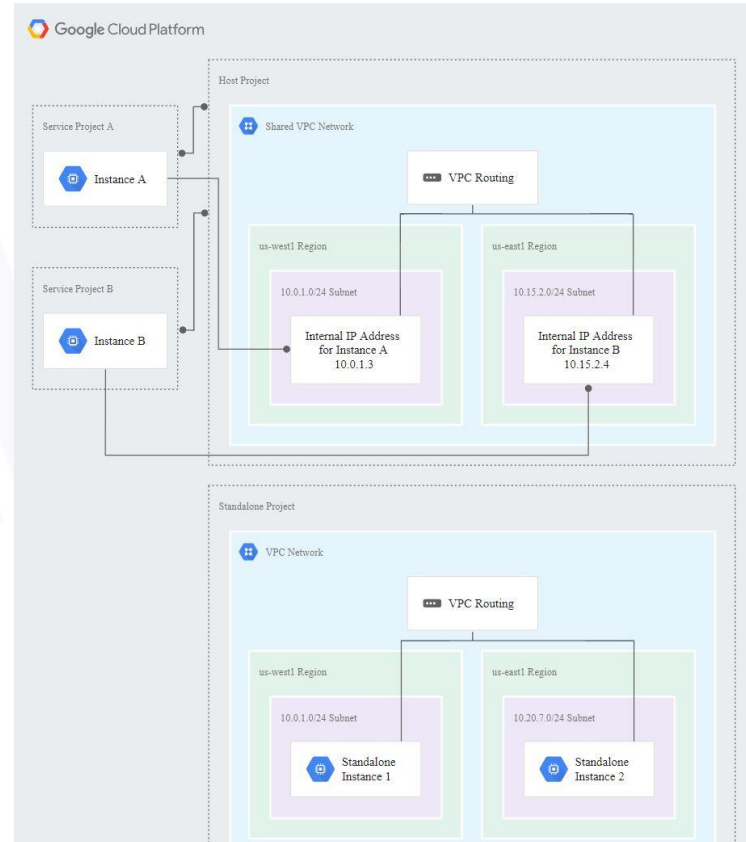 Google Cloud Platform
Host Project
Service Project A
Instance A
Service Project B
Instance B
Shared VPC Network
VPC Routing
us-west1 Region
10.0.1.0/24 Subnet
Internal IP Address
for Instance A
10.0.1.3
us-east1 Region
10.15.2.0/24 Subnet
Internal IP Address
for Instance B
10.15.2.4
Standalone Project
VPC Network
VPC Routing
us-west1 Region
10.0.1.0/24 Subnet
Standalone
Instance 1
us-east1 Region
10.20.7.0/24 Subnet
Standalone
Instance 2